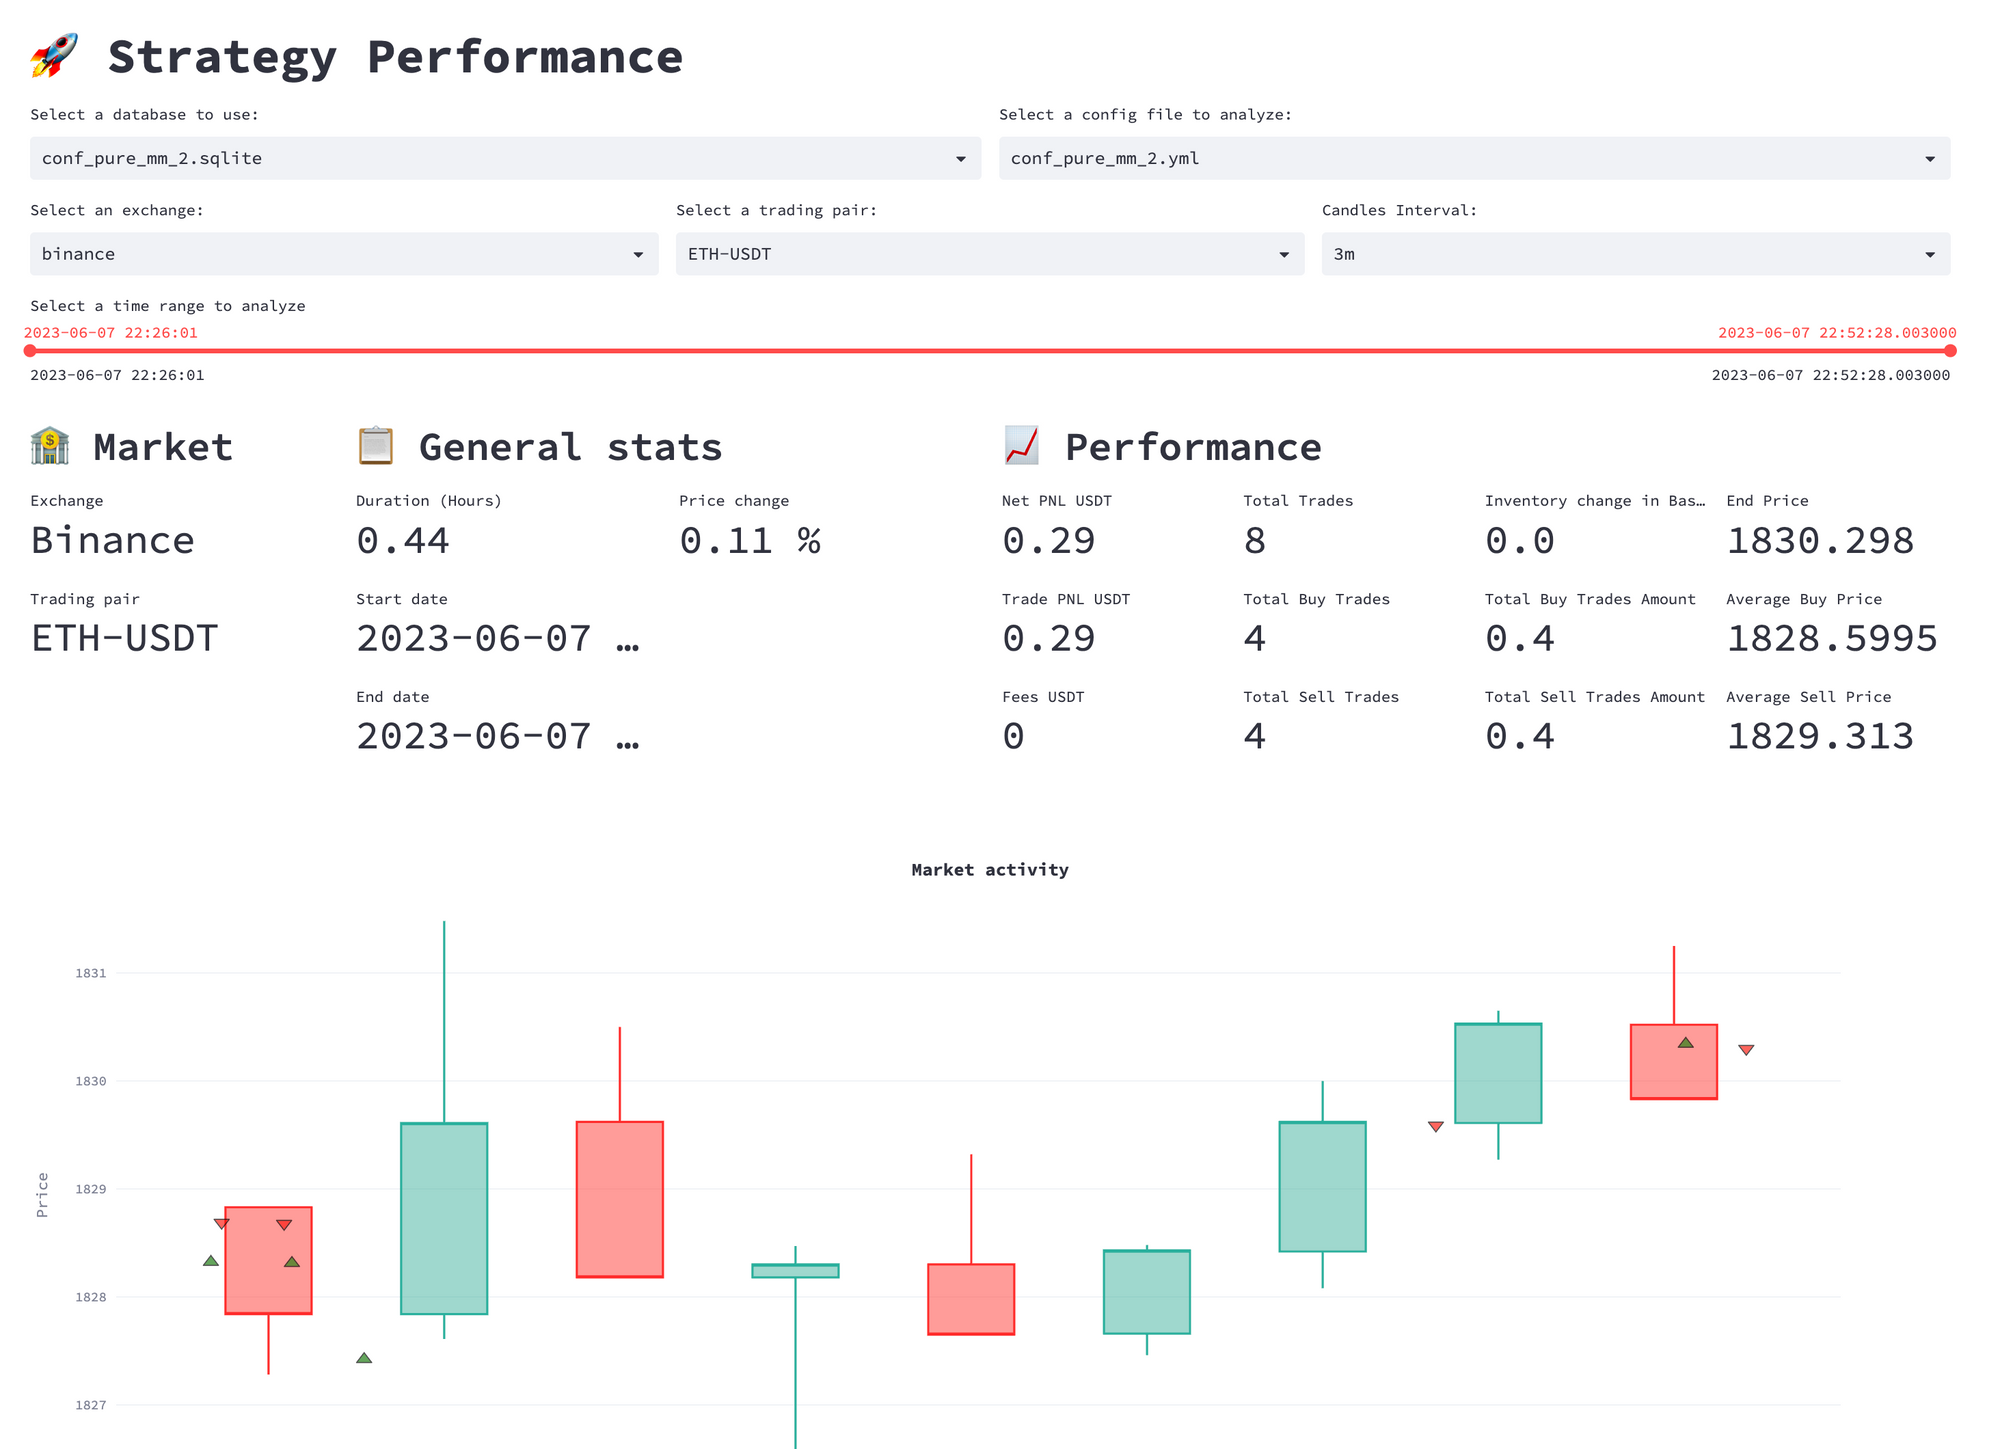 Strategy Performance
Select a database to use:
Select a config file to analyze:
conf_pure_mm_2.sqlite
conf_pure_mm_2.yml
Select an exchange:
Select a trading pair:
Candles Interval:
binance
ETH-USDT
3m
Select a time range to analyze
2023-06-07 22:26:01
2023-06-07 22:52:28.003000
2023-06-07 22:26:01
2023-06-07 22:52:28.003000
Market
General stats
Performance
Exchange
Duration (Hours)
Price change
Net PNL USDT
Total Trades
Inventory change in Bas…
End Price
Binance
0.44
0.11 %
0.29
8
0.0
1830.298
Trading pair
Start date
Trade PNL USDT
Total Buy Trades
Total Buy Trades Amount
Average Buy Price
ETH-USDT
2023-06-07 …
0.29
4
0.4
1828.5995
End date
Fees USDT
Total Sell Trades
Total Sell Trades Amount
Average Sell Price
2023-06-07 …
0
4
0.4
1829.313
Market activity
1831
1830
1829
1828
1827
Price